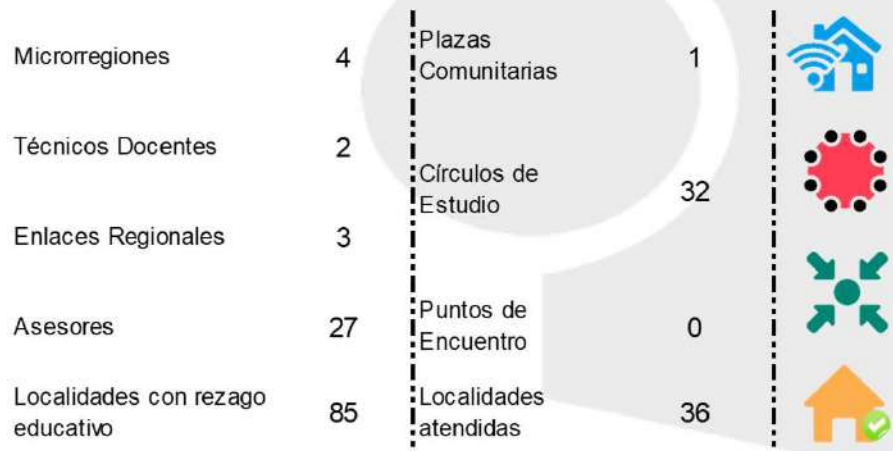 Microrregiones 4
Técnicos Docentes 2
Enlaces Regionales 3
Asesores 27
Localidades con rezago
educativo 85
Plazas
Comunitarias 1
Círculos de
Estudio 32
Puntos de
Encuentro 0
Localidades
atendidas 36